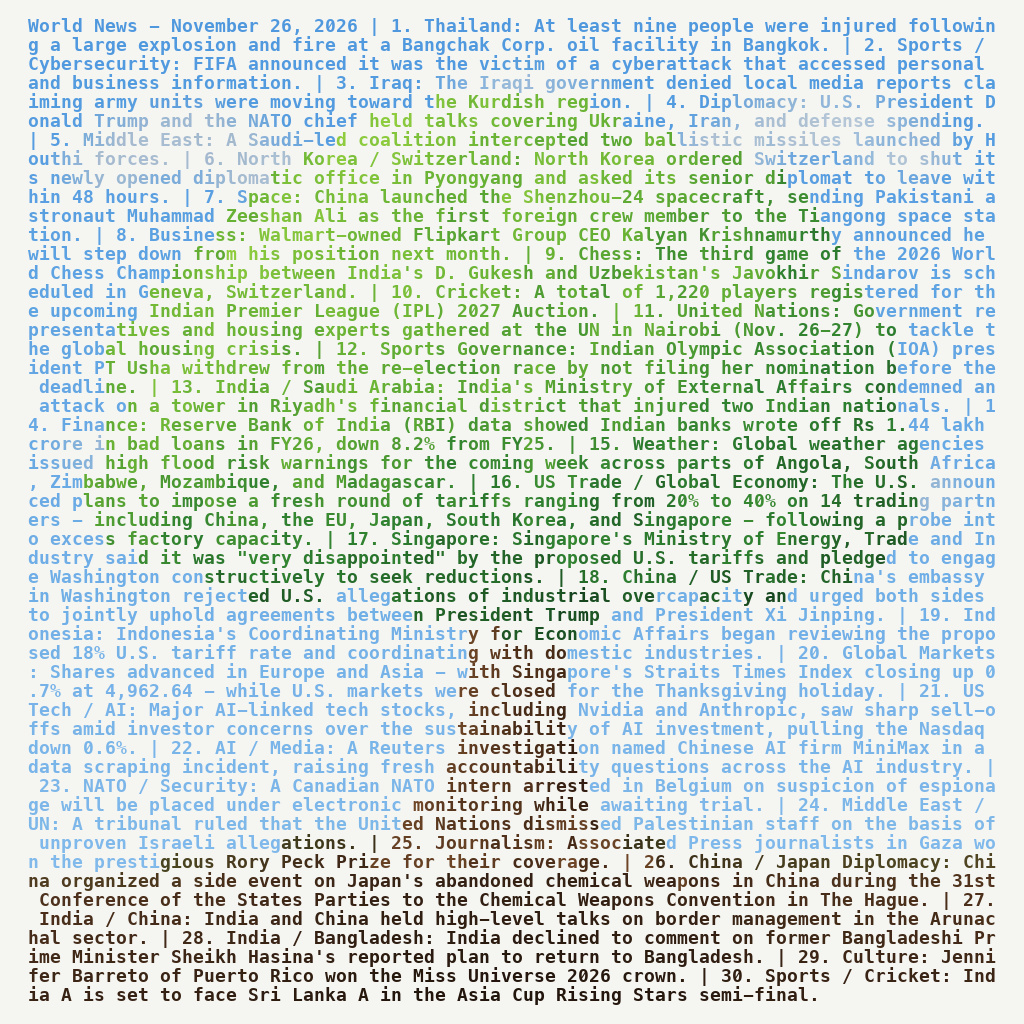 World News — November 26, 2026 | 1. Thailand: At least nine people were injured followin
g a large explosion and fire at a Bangchak Corp. oil facility in Bangkok. | 2. Sports /
Cybersecurity: FIFA announced it was the victim of a cyberattack that accessed personal
and business information. | 3. Iraq: The Iraqi government denied local media reports cla
iming army units were moving toward the Kurdish region. | 4. Diplomacy: U.S. President D
onald Trump and the NATO chief held talks covering Ukraine, Iran, and defense spending.
| 5. Middle East: A Saudi-led coalition intercepted two ballistic missiles launched by H
outhi forces. | 6. North Korea / Switzerland: North Korea ordered Switzerland to shut it
s newly opened diplomatic office in Pyongyang and asked its senior diplomat to leave wit
hin 48 hours. | 7. Space: China launched the Shenzhou-24 spacecraft, sending Pakistani a
stronaut Muhammad Zeeshan Ali as the first foreign crew member to the Tiangong space sta
tion. | 8. Business: Walmart-owned Flipkart Group CEO Kalyan Krishnamurthy announced he
will step down from his position next month. | 9. Chess: The third game of the 2026 Worl
d Chess Championship between India's D. Gukesh and Uzbekistan's Javokhir Sindarov is sch
eduled in Geneva, Switzerland. | 10. Cricket: A total of 1,220 players registered for th
e upcoming Indian Premier League (IPL) 2027 Auction. | 11. United Nations: Government re
presentatives and housing experts gathered at the UN in Nairobi (Nov. 26-27) to tackle t
he global housing crisis. | 12. Sports Governance: Indian Olympic Association (IOA) pres
ident PT Usha withdrew from the re-election race by not filing her nomination before the
deadline. | 13. India / Saudi Arabia: India's Ministry of External Affairs condemned an
attack on a tower in Riyadh's financial district that injured two Indian nationals. | 1
4. Finance: Reserve Bank of India (RBI) data showed Indian banks wrote off Rs 1.44 lakh
crore in bad loans in FY26, down 8.2% from FY25. | 15. Weather: Global weather agencies
issued high flood risk warnings for the coming week across parts of Angola, South Africa
, Zimbabwe, Mozambique, and Madagascar. | 16. US Trade / Global Economy: The U.S. announ
ced plans to impose a fresh round of tariffs ranging from 20% to 40% on 14 trading partn
ers — including China, the EU, Japan, South Korea, and Singapore — following a probe int
o excess factory capacity. | 17. Singapore: Singapore's Ministry of Energy, Trade and In
dustry said it was "very disappointed" by the proposed U.S. tariffs and pledged to engag
e Washington constructively to seek reductions. | 18. China / US Trade: China's embassy
in Washington rejected U.S. allegations of industrial overcapacity and urged both sides
to jointly uphold agreements between President Trump and President Xi Jinping. | 19. Ind
onesia: Indonesia's Coordinating Ministry for Economic Affairs began reviewing the propo
sed 18% U.S. tariff rate and coordinating with domestic industries. | 20. Global Markets
: Shares advanced in Europe and Asia — with Singapore's Straits Times Index closing up 0
.7% at 4,962.64 — while U.S. markets were closed for the Thanksgiving holiday. | 21. US
Tech / AI: Major AI-linked tech stocks, including Nvidia and Anthropic, saw sharp sell-o
ffs amid investor concerns over the sustainability of AI investment, pulling the Nasdaq
down 0.6%. | 22. AI / Media: A Reuters investigation named Chinese AI firm MiniMax in a
data scraping incident, raising fresh accountability questions across the AI industry. |
23. NATO / Security: A Canadian NATO intern arrested in Belgium on suspicion of espiona
ge will be placed under electronic monitoring while awaiting trial. | 24. Middle East /
UN: A tribunal ruled that the United Nations dismissed Palestinian staff on the basis of
unproven Israeli allegations. | 25. Journalism: Associated Press journalists in Gaza wo
n the prestigious Rory Peck Prize for their coverage. | 26. China / Japan Diplomacy: Chi
na organized a side event on Japan's abandoned chemical weapons in China during the 31st
Conference of the States Parties to the Chemical Weapons Convention in The Hague. | 27.
India / China: India and China held high-level talks on border management in the Arunac
hal sector. | 28. India / Bangladesh: India declined to comment on former Bangladeshi Pr
ime Minister Sheikh Hasina's reported plan to return to Bangladesh. | 29. Culture: Jenni
fer Barreto of Puerto Rico won the Miss Universe 2026 crown. | 30. Sports / Cricket: Ind
ia A is set to face Sri Lanka A in the Asia Cup Rising Stars semi-final.